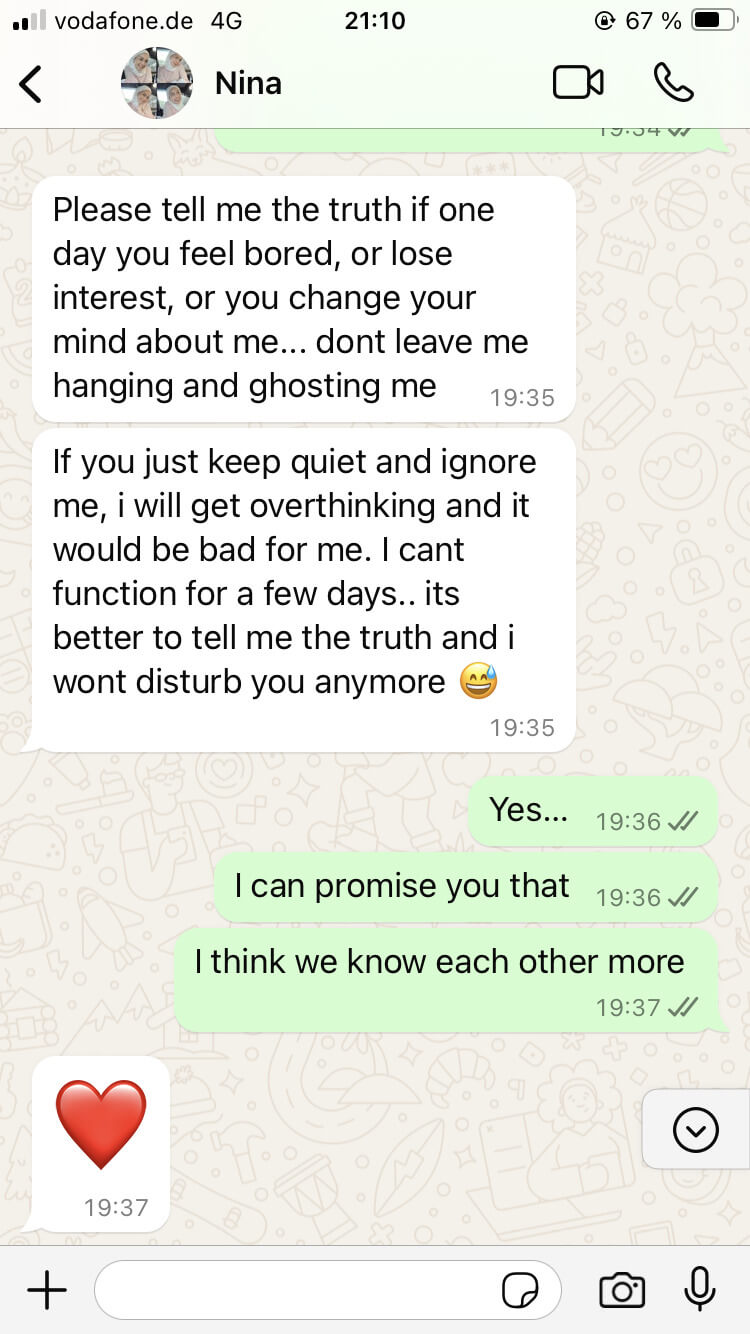 vodafone.de 4G 21:10 67 %
Nina
19:34
Please tell me the truth if one
day you feel bored, or lose
interest, or you change your
mind about me... dont leave me
hanging and ghosting me 19:35
If you just keep quiet and ignore
me, i will get overthinking and it
would be bad for me. I cant
function for a few days.. its
better to tell me the truth and i
wont disturb you anymore 😅
19:35
Yes... 19:36
I can promise you that 19:36
I think we know each other more
19:37
❤️
19:37